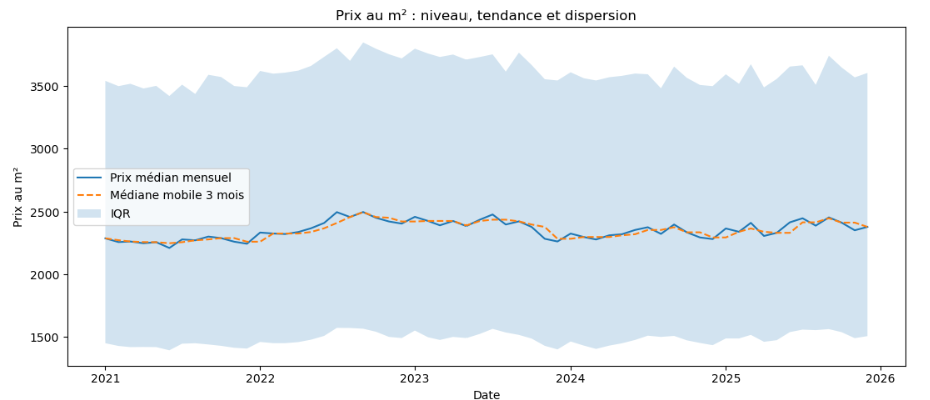 Prix au m² : niveau, tendance et dispersion
Prix au m²
3500
3000
2500
2000
1500
Prix médian mensuel
Médiane mobile 3 mois
IQR
2021
2022
2023
2024
2025
2026
Date